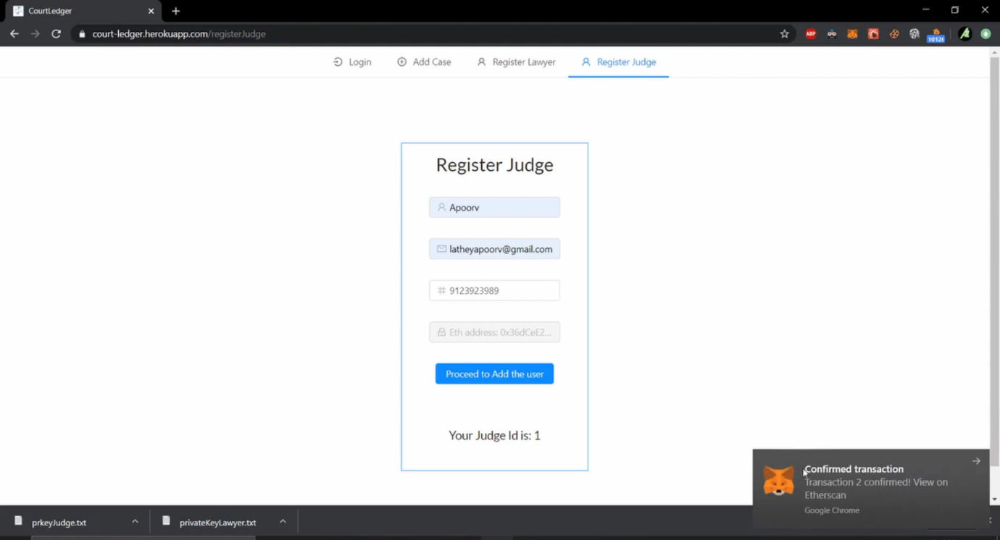 CourtLedger
court-ledger.herokuapp.com/registerJudge
ABP
Login
Add Case
Register Lawyer
Register Judge
Register Judge
Apoorv
latheyapoorv@gmail.com
# 9123923989
Eth address: 0x36dCeE2...
Proceed to Add the user
Your Judge Id is: 1
Confirmed transaction
Transaction 2 confirmed! View on
Etherscan
Google Chrome
prkeyJudge.txt
privateKeyLawyer.txt